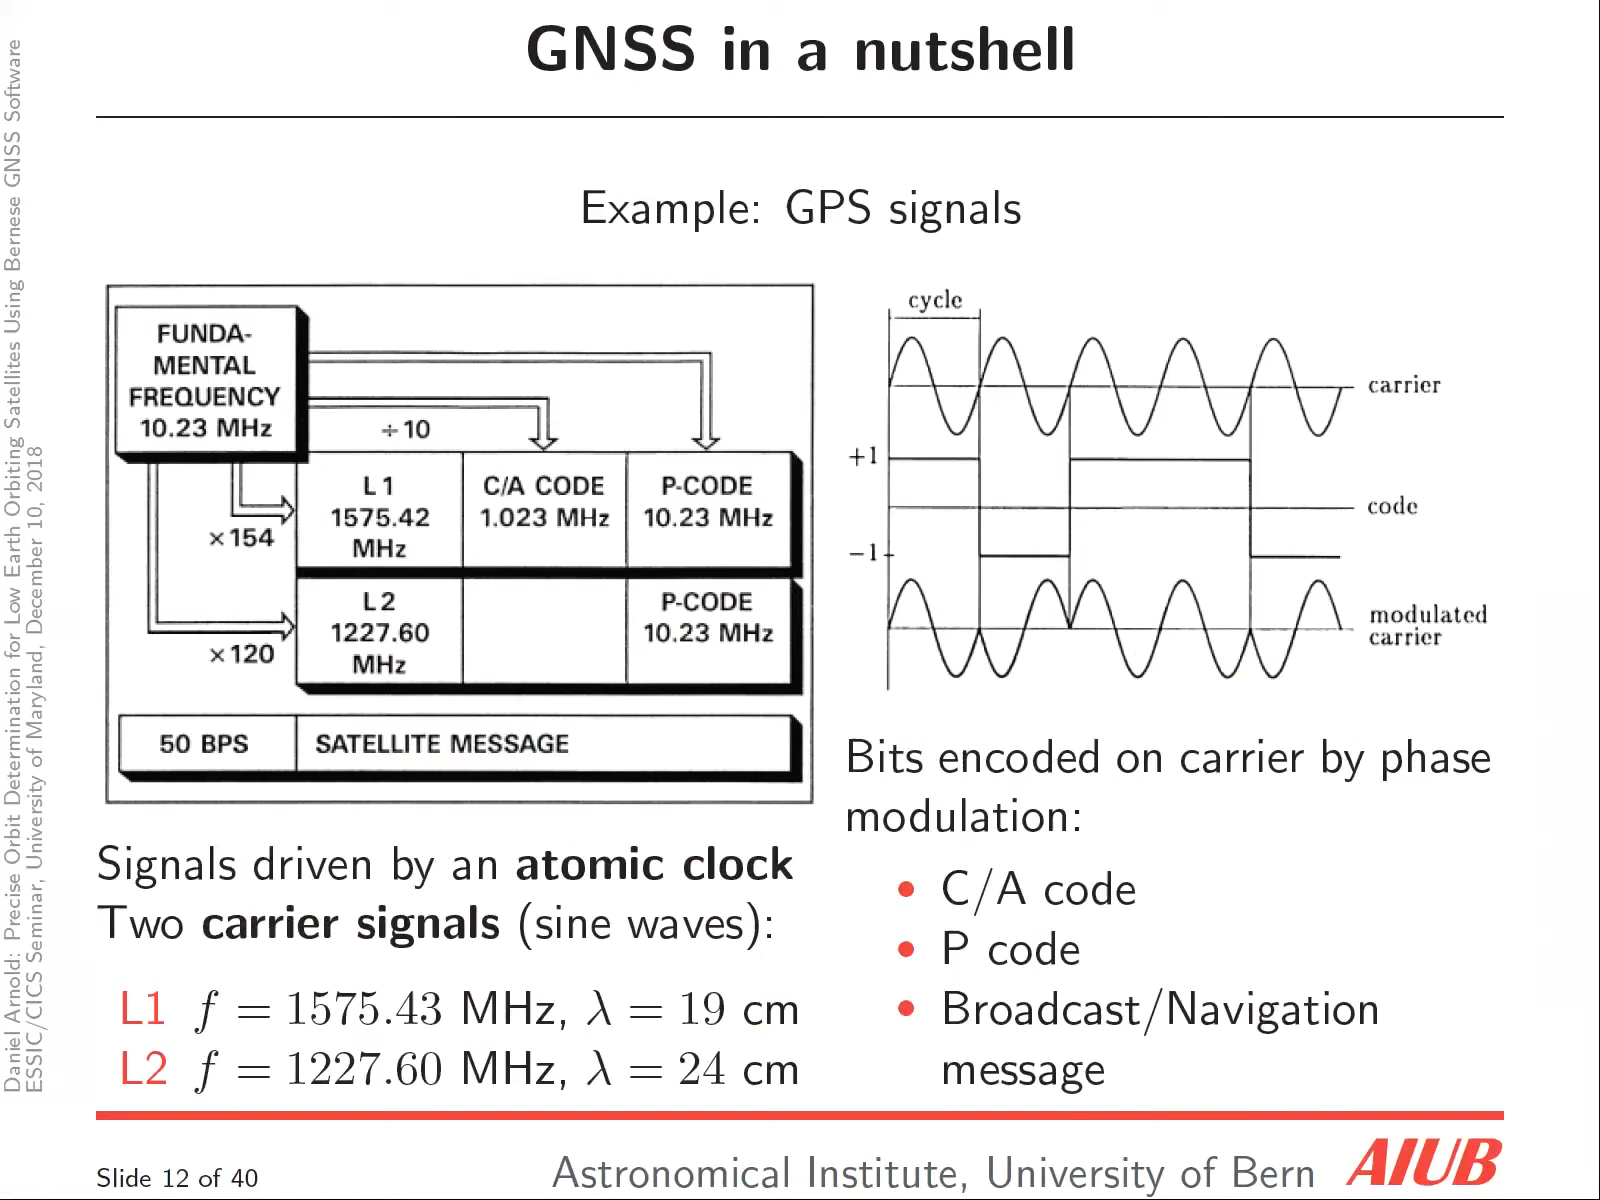 GNSS in a nutshell
Example: GPS signals
FUNDA-
MENTAL
FREQUENCY
10.23 MHz
÷10
×154
×120
L1
1575.42
MHz
C/A CODE
1.023 MHz
P-CODE
10.23 MHz
L2
1227.60
MHz
P-CODE
10.23 MHz
50 BPS
SATELLITE MESSAGE
cycle
carrier
+1
code
−1
modulated
carrier
Signals driven by an atomic clock
Two carrier signals (sine waves):
L1 f = 1575.43 MHz, λ = 19 cm
L2 f = 1227.60 MHz, λ = 24 cm
Bits encoded on carrier by phase
modulation:
• C/A code
• P code
• Broadcast/Navigation
message
Daniel Arnold: Precise Orbit Determination for Low Earth Orbiting Satellites Using Bernese GNSS Software
ESSIC/CICS Seminar, University of Maryland, December 10, 2018
Slide 12 of 40
Astronomical Institute, University of Bern
AIUB